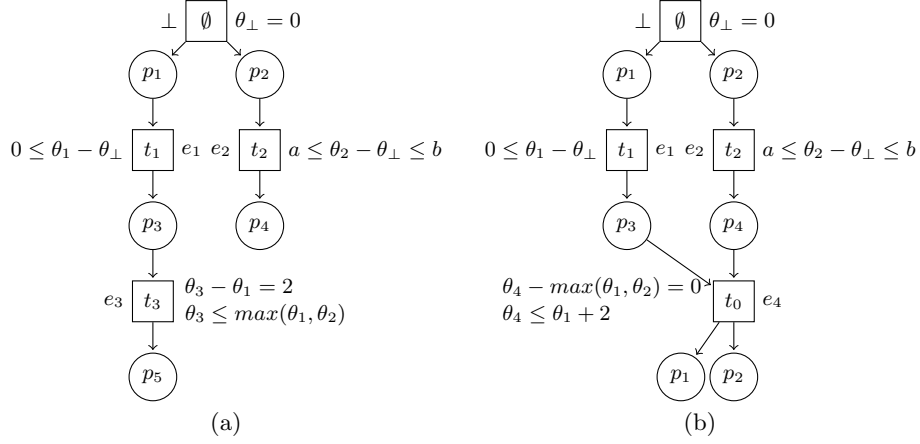 ⊥ ∅ θ⊥ = 0
p1 p2
0 ≤ θ1 − θ⊥ t1 e1 e2 t2 a ≤ θ2 − θ⊥ ≤ b
p3 p4
e3 t3 θ3 − θ1 = 2
θ3 ≤ max(θ1, θ2)
p5
(a)
⊥ ∅ θ⊥ = 0
p1 p2
0 ≤ θ1 − θ⊥ t1 e1 e2 t2 a ≤ θ2 − θ⊥ ≤ b
p3 p4
θ4 − max(θ1, θ2) = 0 t0 e4
θ4 ≤ θ1 + 2
p1 p2
(b)